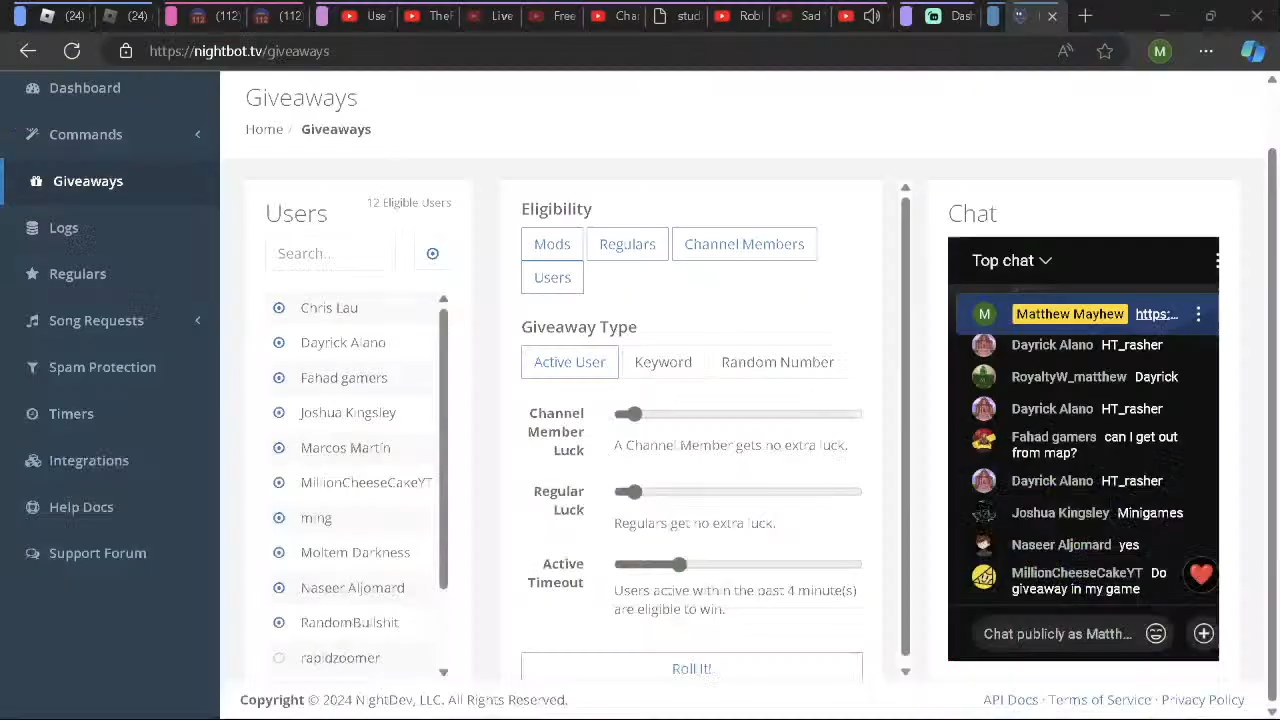 (24)
(24)
(112
(112
Use
Thef
Live
Free
Char
stud
Robl
Sad
Dash
https://nightbot.tv/giveaways
M
Dashboard
Commands
Giveaways
Logs
Regulars
Song Requests
Spam Protection
Timers
Integrations
Help Docs
Support Forum
Giveaways
Home / Giveaways
Users
12 Eligible Users
Search..
Chris Lau
Dayrick Alano
Fahad gamers
Joshua Kingsley
Marcos Martín
MillionCheeseCakeYT
ming
Moltem Darkness
Naseer Aljomard
RandomBullshit
rapidzoomer
Eligibility
Mods
Regulars
Channel Members
Users
Giveaway Type
Active User
Keyword
Random Number
Channel
Member
Luck
A Channel Member gets no extra luck.
Regular
Luck
Regulars get no extra luck.
Active
Timeout
Users active within the past 4 minute(s)
are eligible to win.
Roll It!
Chat
Top chat
M Matthew Mayhew https:...
Dayrick Alano HT_rasher
RoyaltyW_matthew Dayrick
Dayrick Alano HT_rasher
Fahad gamers can I get out
from map?
Dayrick Alano HT_rasher
Joshua Kingsley Minigames
Naseer Aljomard yes
MillionCheeseCakeYT Do
giveaway in my game
Chat publicly as Matth...
Copyright © 2024 NightDev, LLC. All Rights Reserved.
API Docs · Terms of Service · Privacy Policy